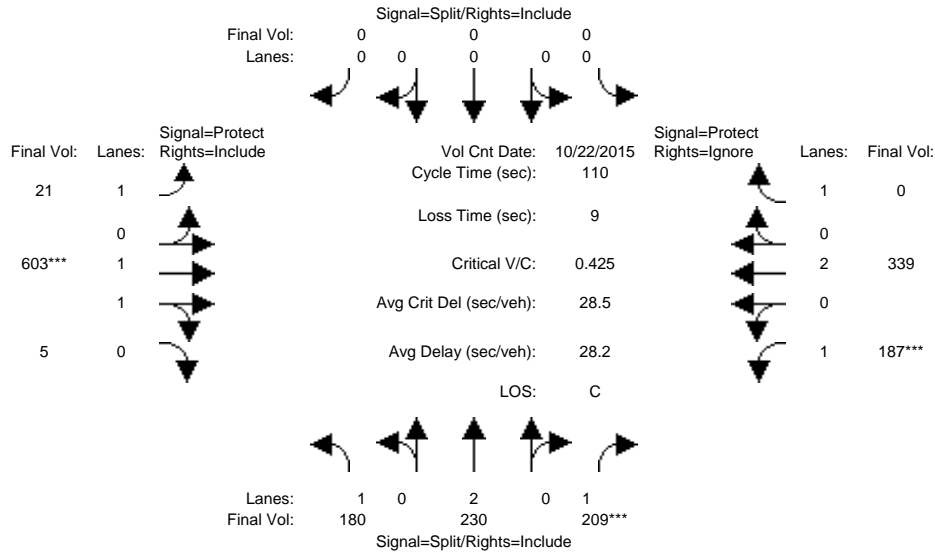 Signal=Split/Rights=Include
Final Vol: 0 0 0
Lanes: 0 0 0 0 0
Signal=Protect Signal=Protect
Final Vol: Lanes: Rights=Include Vol Cnt Date: 10/22/2015 Rights=Ignore Lanes: Final Vol:
Cycle Time (sec): 110
21 1 1 0
Loss Time (sec): 9
0 0
603*** 1 Critical V/C: 0.425 2 339
1 Avg Crit Del (sec/veh): 28.5 0
5 0 Avg Delay (sec/veh): 28.2 1 187***
LOS: C
Lanes: 1 0 2 0 1
Final Vol: 180 230 209***
Signal=Split/Rights=Include